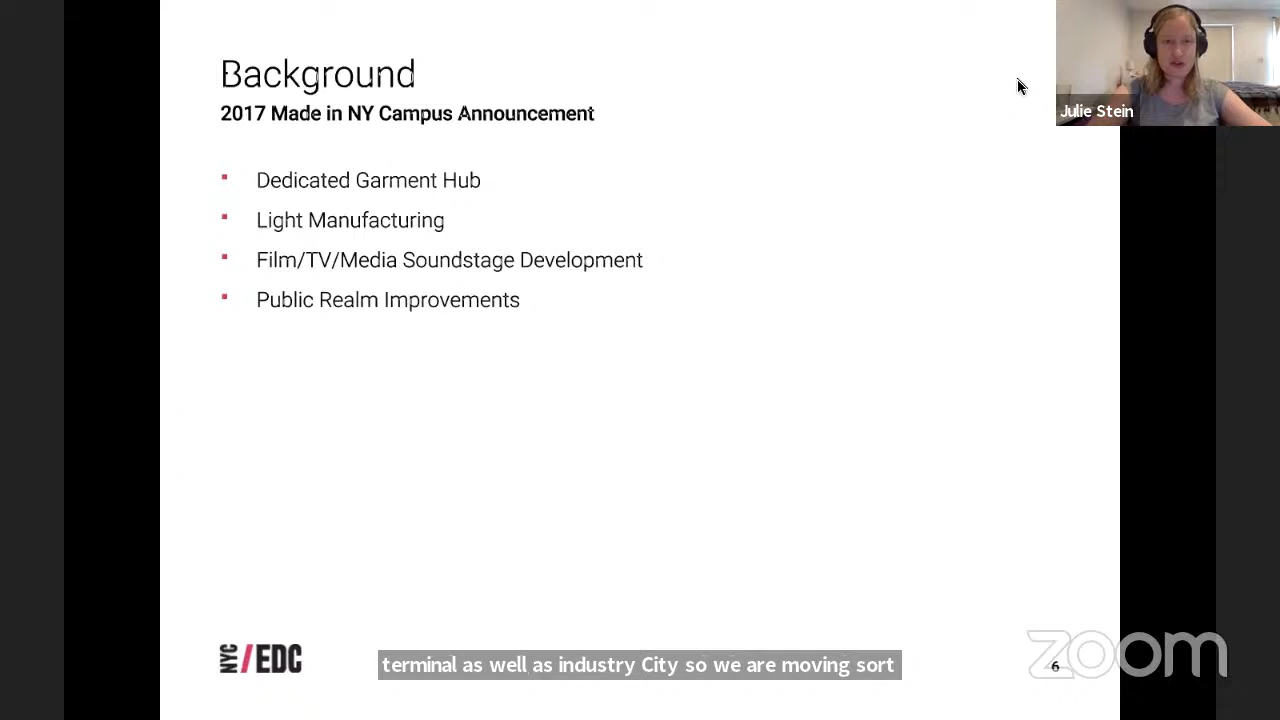 Background
2017 Made in NY Campus Announcement
Julie Stein
▪ Dedicated Garment Hub
▪ Light Manufacturing
▪ Film/TV/Media Soundstage Development
▪ Public Realm Improvements
NYC/EDC
terminal as well as industry City so we are moving sort
6
zoom